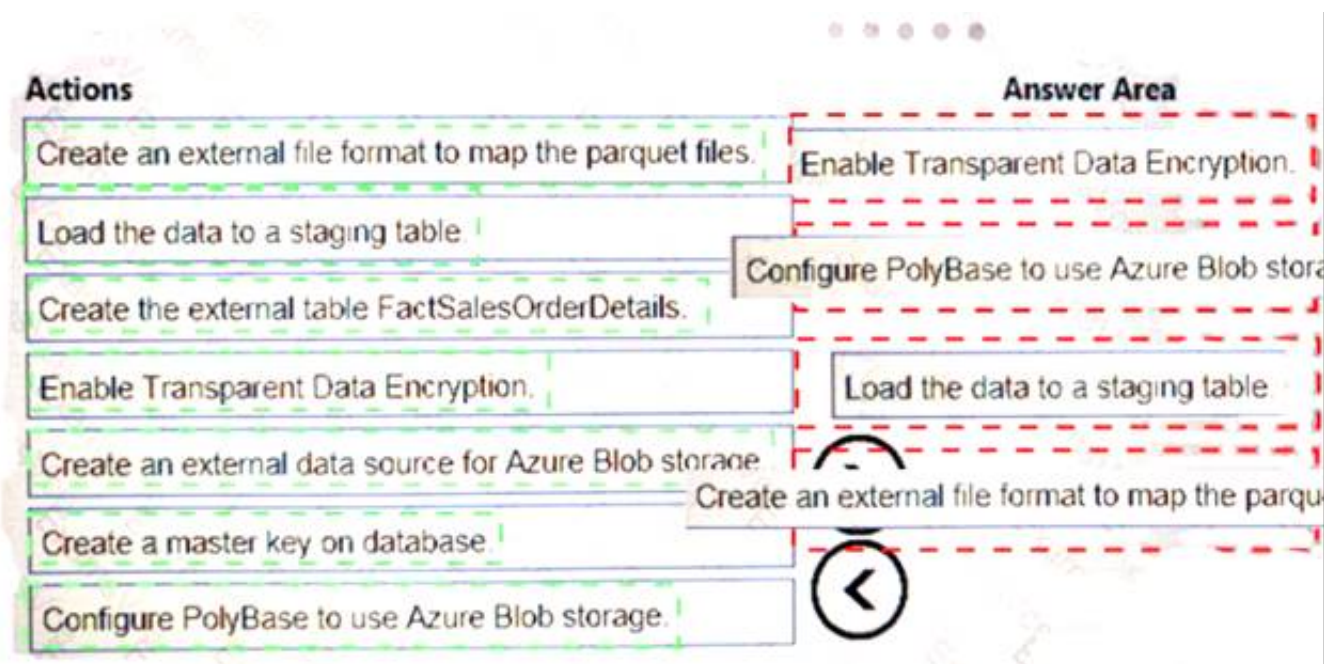 Actions
Create an external file format to map the parquet files.
Load the data to a staging table
Create the external table FactSalesOrderDetails.
Enable Transparent Data Encryption.
Create an external data source for Azure Blob storage
Create a master key on database.
Configure PolyBase to use Azure Blob storage.
Answer Area
Enable Transparent Data Encryption.
Configure PolyBase to use Azure Blob
Load the data to a staging table
Create an external file format to map the